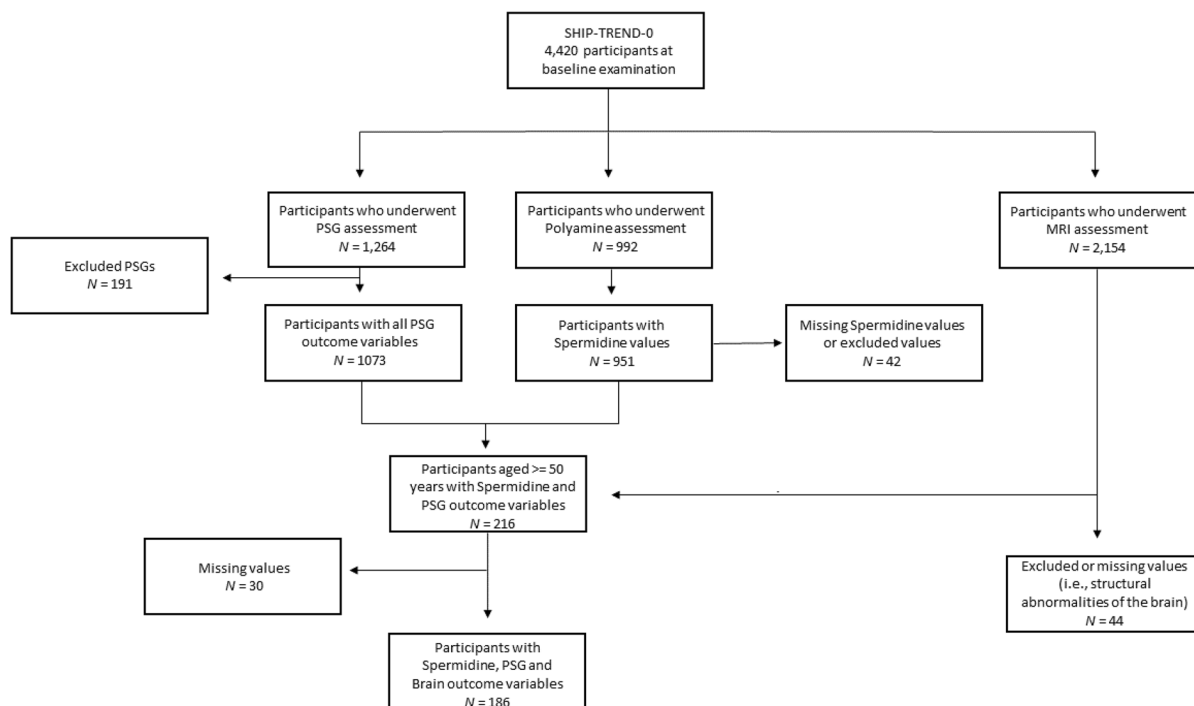 SHIP-TREND-0
4,420 participants at
baseline examination
Participants who underwent
PSG assessment
N = 1,264
Participants who underwent
Polyamine assessment
N = 992
Participants who underwent
MRI assessment
N = 2,154
Excluded PSGs
N = 191
Participants with all PSG
outcome variables
N = 1073
Participants with
Spermidine values
N = 951
Missing Spermidine values
or excluded values
N = 42
Participants aged >= 50
years with Spermidine and
PSG outcome variables
N = 216
Missing values
N = 30
Excluded or missing values
(i.e., structural
abnormalities of the brain)
N = 44
Participants with
Spermidine, PSG and
Brain outcome variables
N = 186